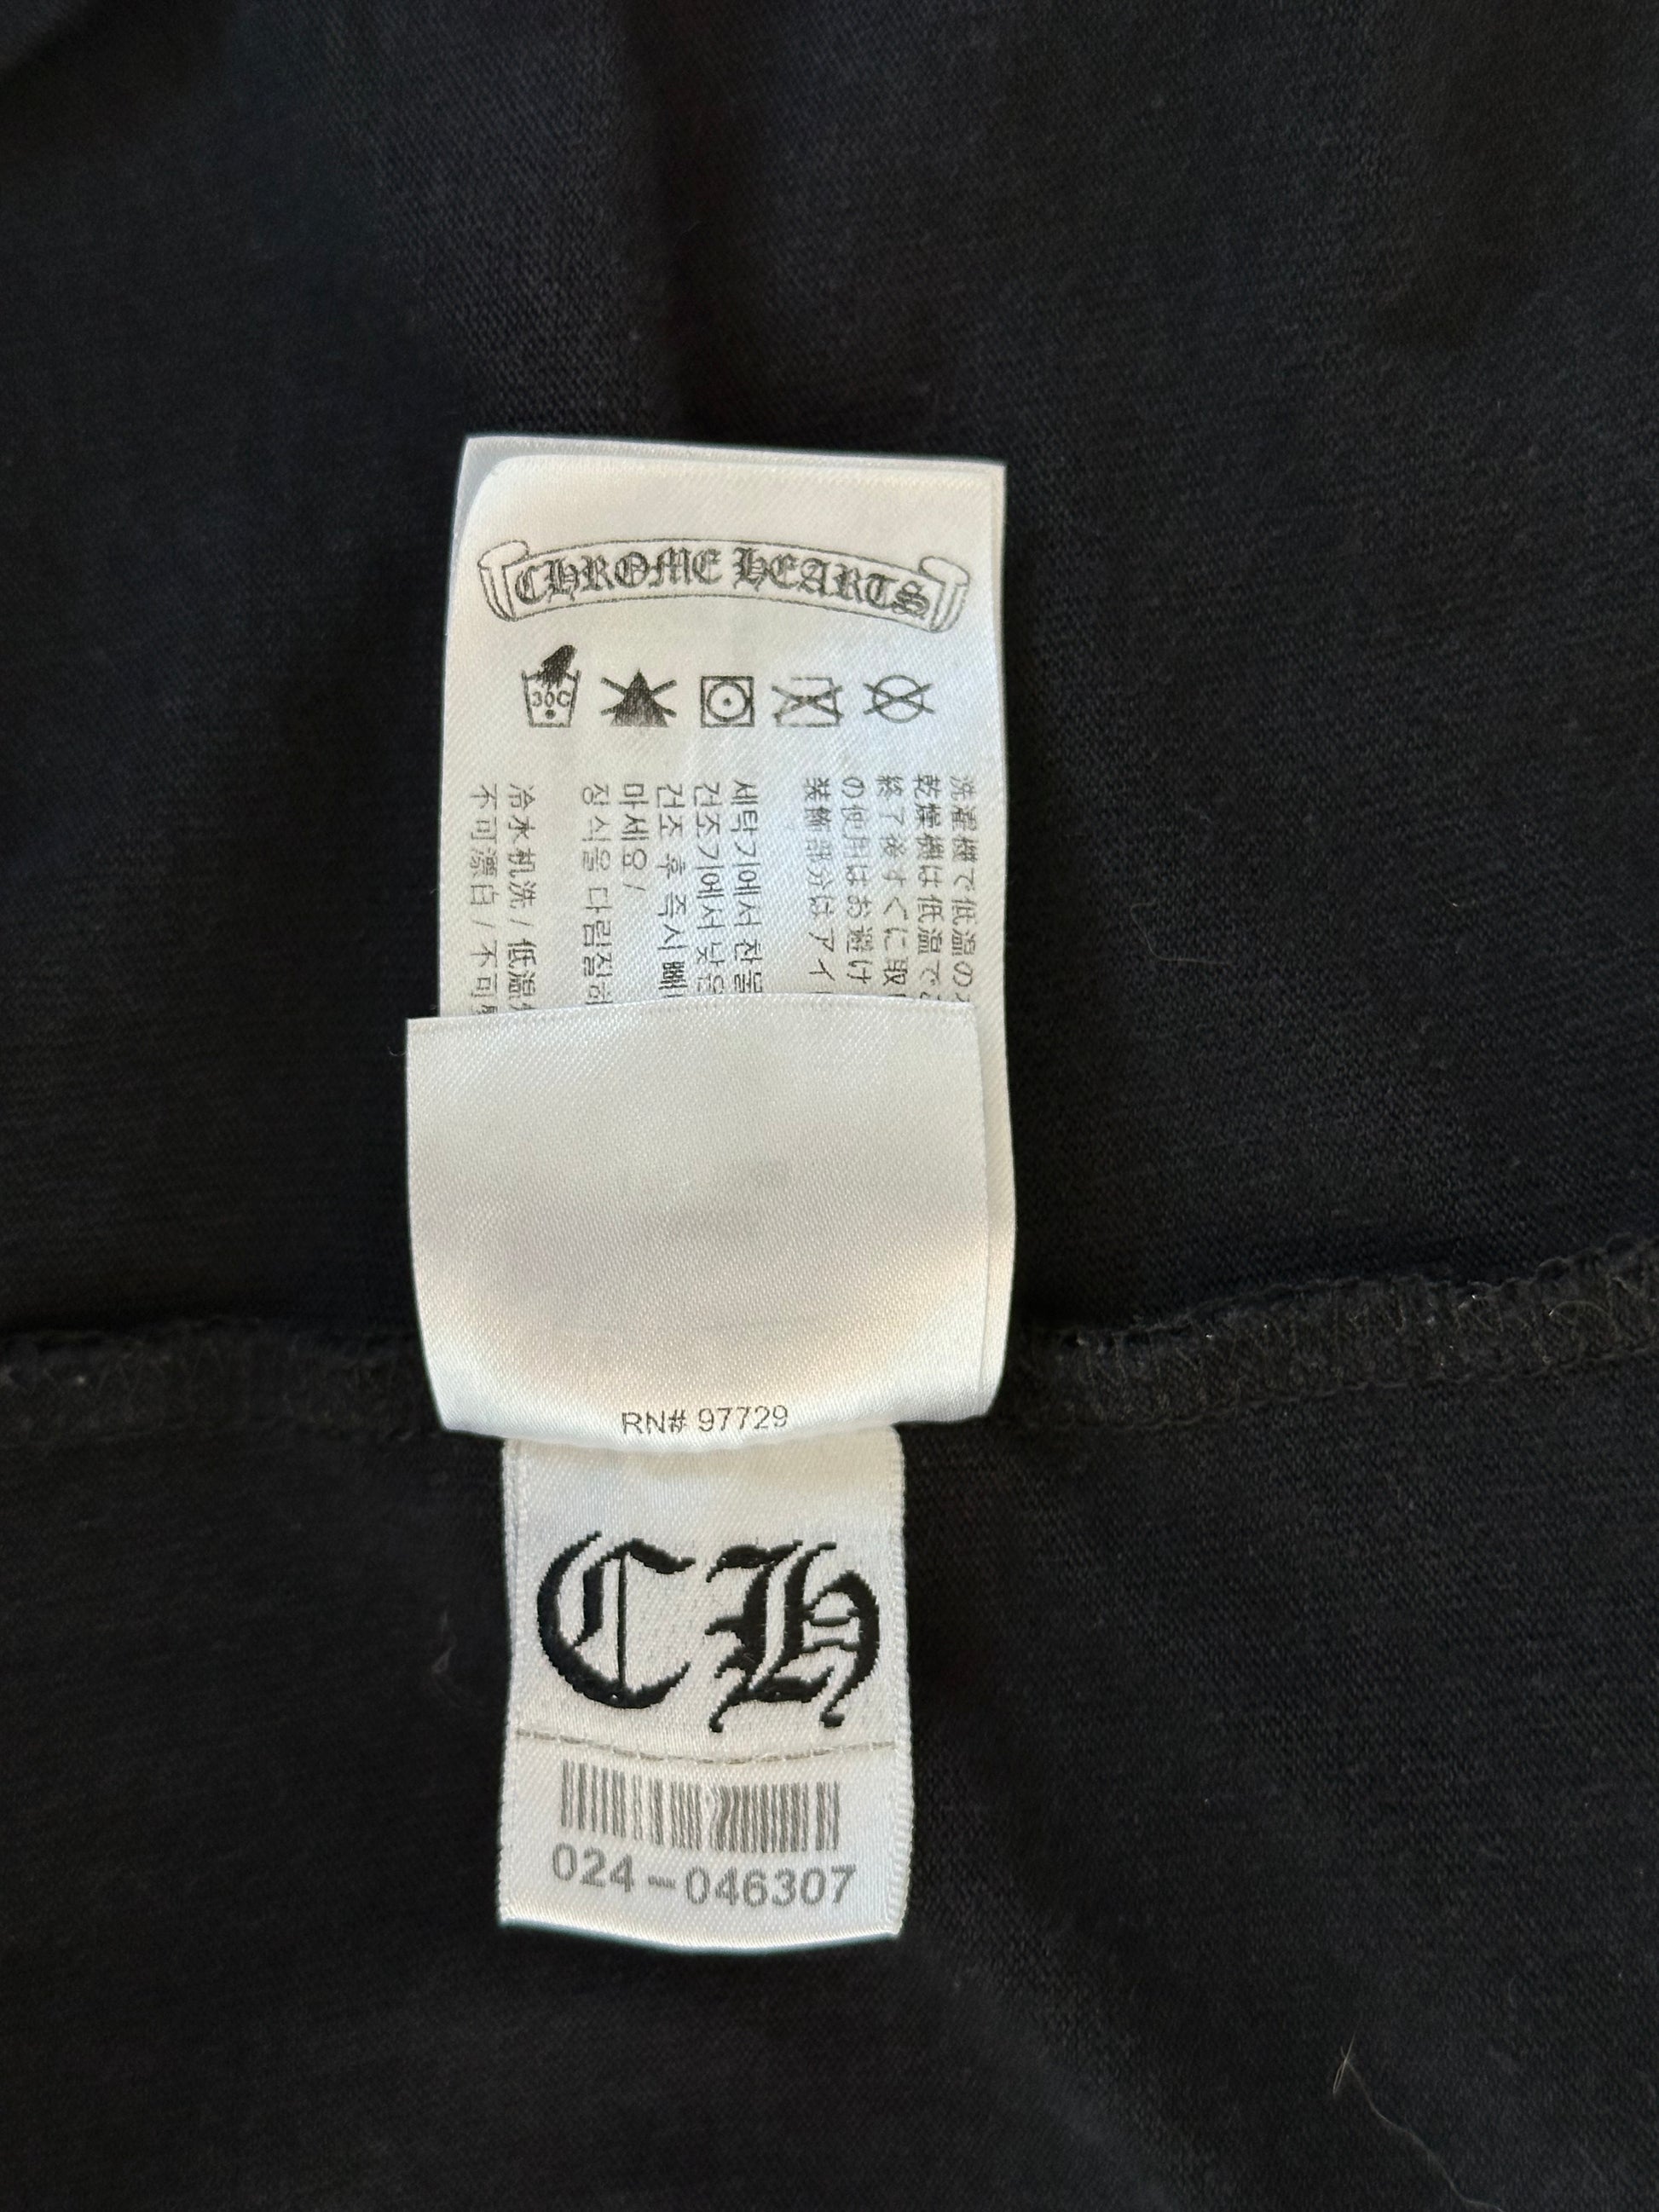 CHROME HEARTS
30C
洗濯機で低温の
乾燥機は低温で
終了後すぐに取
の使用はお避け
装飾部分はアイ
세탁기에서 찬물
건조기에서 낮은
건조 후 즉시 빼
마세요 /
장식을 다림질하
冷水机洗 / 低温
不可漂白 / 不可
RN# 97729
CH
024-046307